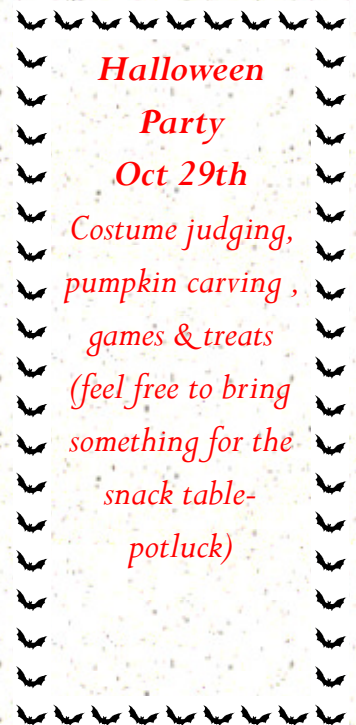 Halloween
Party
Oct 29th
Costume judging,
pumpkin carving ,
games & treats
(feel free to bring
something for the
snack table-
potluck)